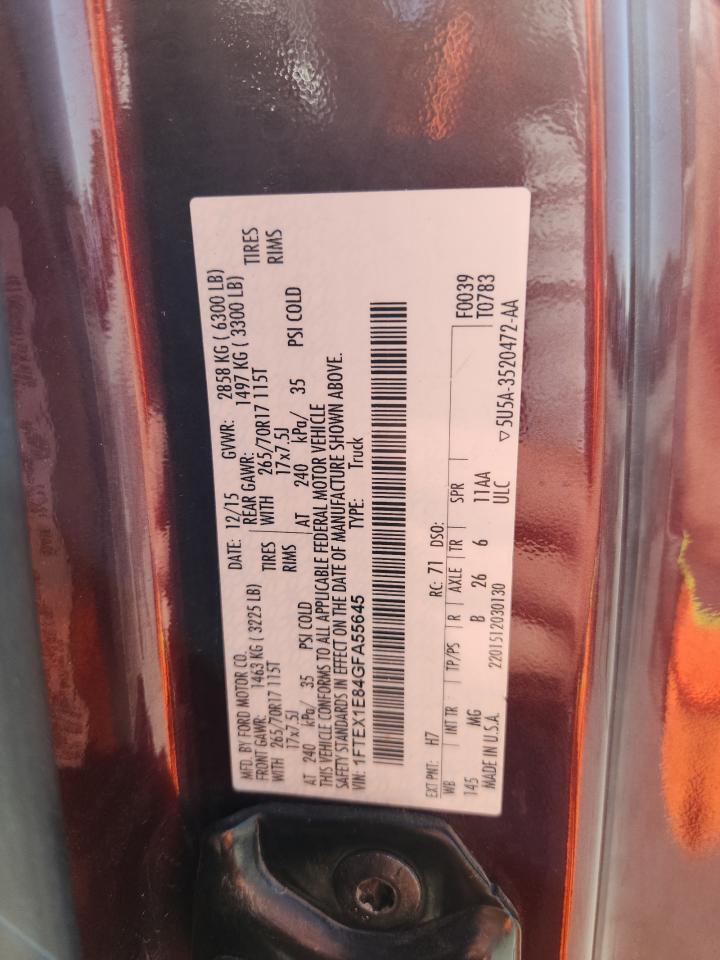 MFD. BY FORD MOTOR CO.
DATE: 12/15 GVWR: 2858 KG ( 6300 LB)
FRONT GAWR: 1463 KG ( 3225 LB) REAR GAWR: 1497 KG ( 3300 LB)
WITH 265/70R17 115T TIRES WITH 265/70R17 115T TIRES
17x7.5J RIMS 17x7.5J RIMS
AT 240 kPa/ 35 PSI COLD AT 240 kPa/ 35 PSI COLD
THIS VEHICLE CONFORMS TO ALL APPLICABLE FEDERAL MOTOR VEHICLE
SAFETY STANDARDS IN EFFECT ON THE DATE OF MANUFACTURE SHOWN ABOVE.
VIN: 1FTEX1E84GFA55645 TYPE: Truck
F0039
EXT PNT: H7 RC: 71 DSO: T0783
WB INT TR TP/PS R AXLE TR SPR
145 MG B 26 6 11AA
ULC
MADE IN U.S.A. 2201512030130 ▽5U5A-3520472-AA